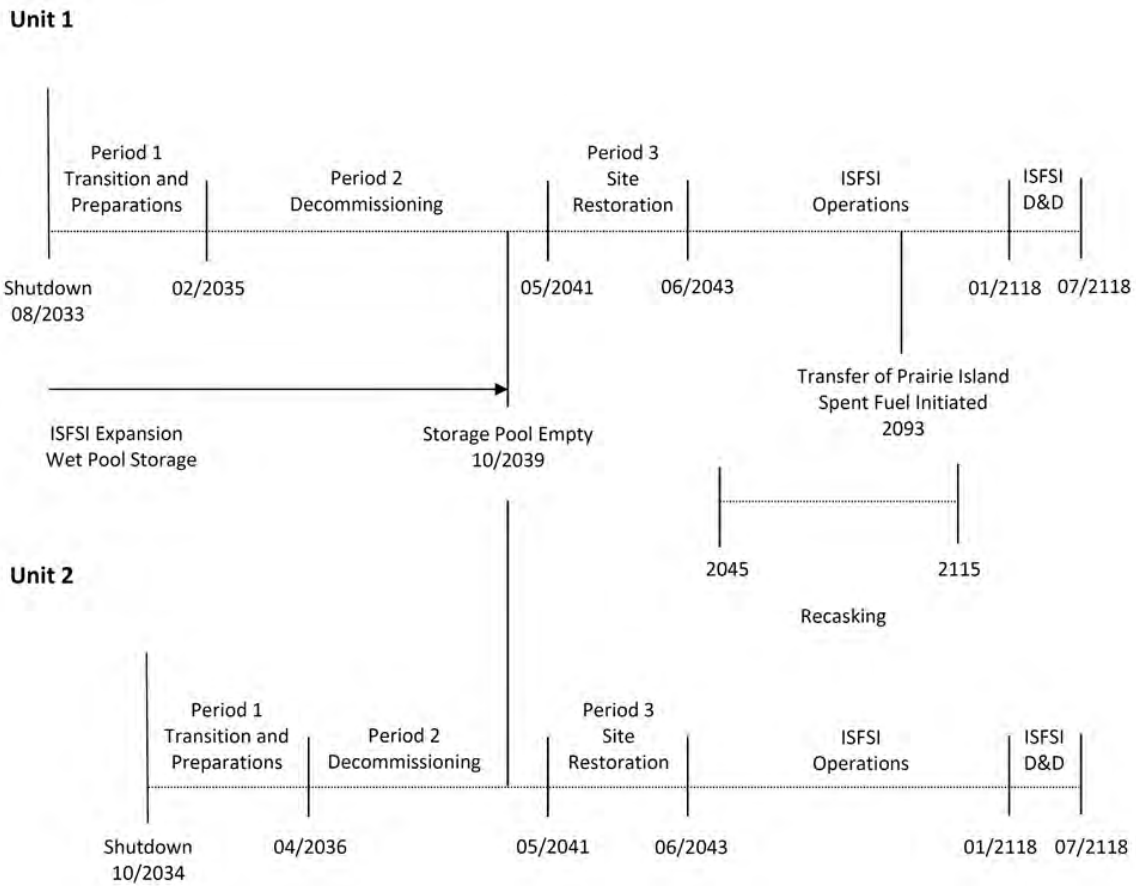 Unit 1
Period 1
Transition and
Preparations
Period 2
Decommissioning
Period 3
Site
Restoration
ISFSI
Operations
ISFSI
D&D
Shutdown
08/2033
02/2035
05/2041
06/2043
01/2118
07/2118
Transfer of Prairie Island
Spent Fuel Initiated
2093
ISFSI Expansion
Wet Pool Storage
Storage Pool Empty
10/2039
2045
2115
Recasking
Unit 2
Period 1
Transition and
Preparations
Period 2
Decommissioning
Period 3
Site
Restoration
ISFSI
Operations
ISFSI
D&D
Shutdown
10/2034
04/2036
05/2041
06/2043
01/2118
07/2118